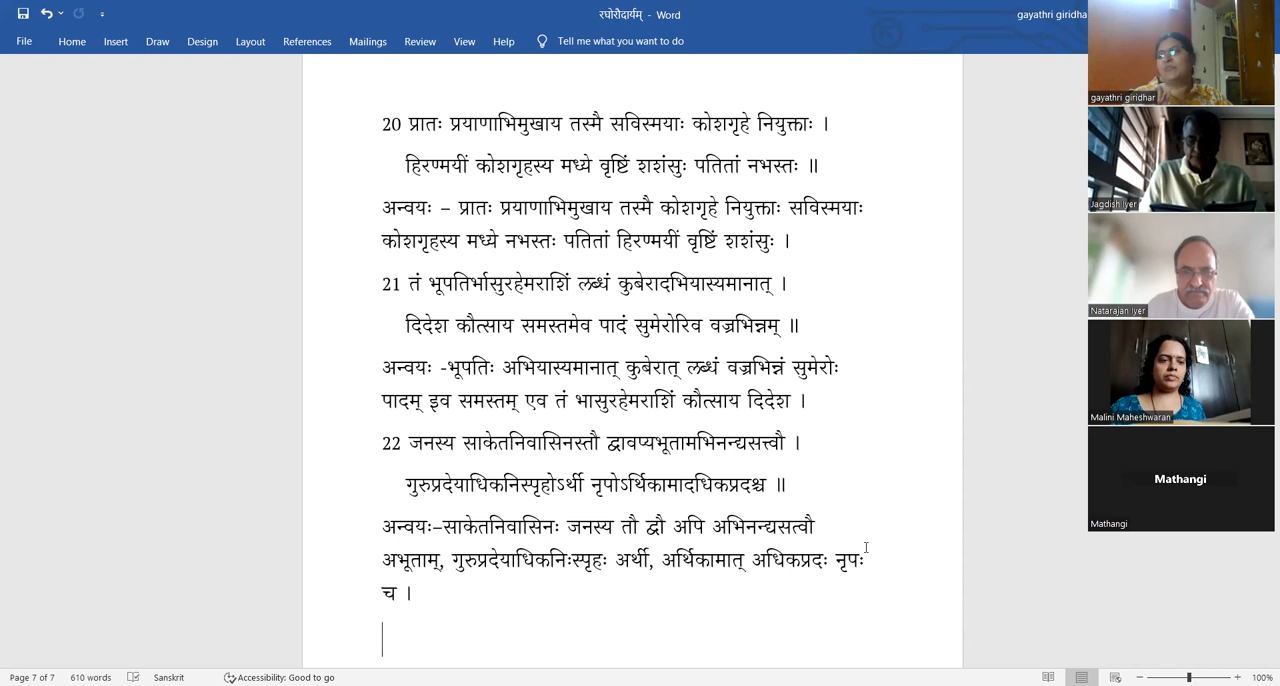 रघोरौदार्यम् - Word
gayathri giridha
File Home Insert Draw Design Layout References Mailings Review View Help Tell me what you want to do
20 प्रातः प्रयाणाभिमुखाय तस्मै सविस्मयाः कोशगृहे नियुक्ताः ।
हिरण्मयीं कोशगृहस्य मध्ये वृष्टिं शशंसुः पतितां नभस्तः ॥
अन्वयः – प्रातः प्रयाणाभिमुखाय तस्मै कोशगृहे नियुक्ताः सविस्मयाः
कोशगृहस्य मध्ये नभस्तः पतितां हिरण्मयीं वृष्टिं शशंसुः ।
21 तं भूपतिर्भासुरहेमराशिं लब्धं कुबेरादभियास्यमानात् ।
दिदेश कौत्साय समस्तमेव पादं सुमेरोरिव वज्रभिन्नम् ॥
अन्वयः -भूपतिः अभियास्यमानात् कुबेरात् लब्धं वज्रभिन्नं सुमेरोः
पादम् इव समस्तम् एव तं भासुरहेमराशिं कौत्साय दिदेश ।
22 जनस्य साकेतनिवासिनस्तौ द्वावप्यभूतामभिनन्द्यसत्त्वौ ।
गुरुप्रदेयाधिकनिस्पृहोऽर्थी नृपोऽर्थिकामादधिकप्रदश्च ॥
अन्वयः–साकेतनिवासिनः जनस्य तौ द्वौ अपि अभिनन्द्यसत्वौ
अभूताम्, गुरुप्रदेयाधिकनिःस्पृहः अर्थी, अर्थिकामात् अधिकप्रदः नृपः
च ।
gayathri giridhar
Jagdish Iyer
Natarajan Iyer
Malini Maheshwaran
Mathangi
Mathangi
Page 7 of 7 610 words Sanskrit Accessibility: Good to go 100%